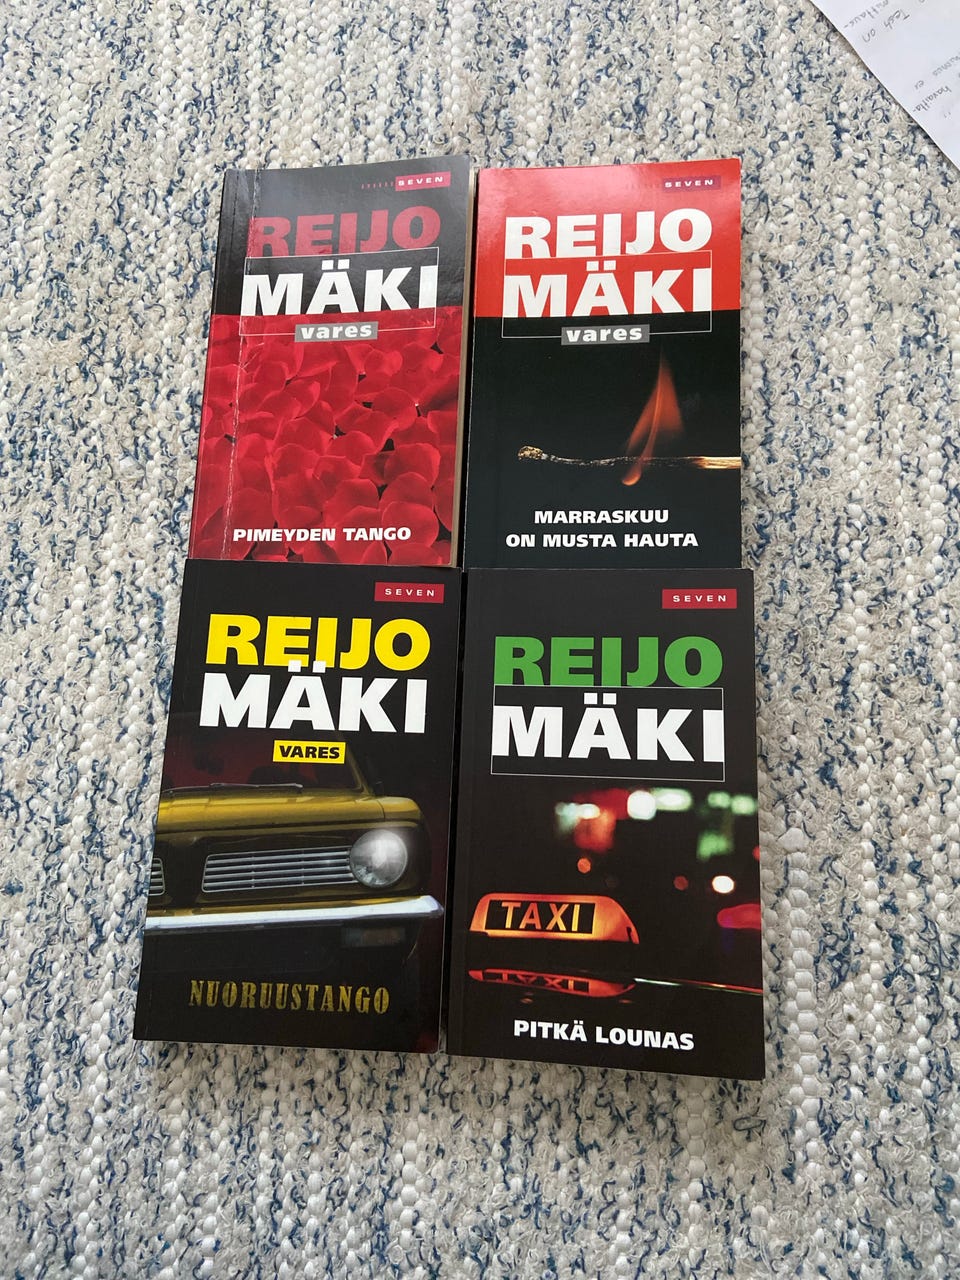 SEVEN
REIJO
MÄKI
vares
PIMEYDEN TANGO
SEVEN
REIJO
MÄKI
vares
MARRASKUU
ON MUSTA HAUTA
SEVEN
REIJO
MÄKI
VARES
NUORUUSTANGO
SEVEN
REIJO
MÄKI
TAXI
TAXI
PITKÄ LOUNAS